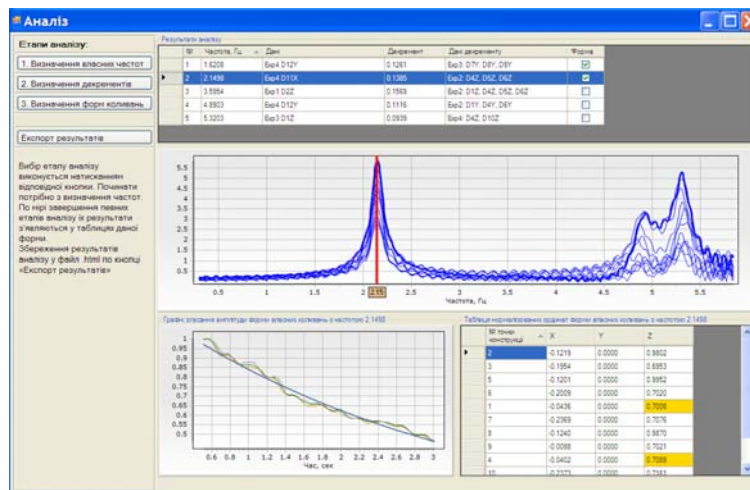 Аналіз
Етапи аналізу:
1. Визначення власних частот
2. Визначення декрементів
3. Визначення форм коливань
Експорт результатів
Вибір етапу аналізу
виконується натисканням
відповідної кнопки. Починати
потрібно з визначення частот.
По мірі завершення певних
етапів аналізу їх результати
з'являються у таблицях даної
форми.
Збереження результатів
аналізу у файл .html по кнопці
«Експорт результатів»
Результати аналізу
№ Частота, Гц Дані Декремент Дані декременту Форма
1 1.6208 Exp4 D12Y 0.1261 Exp3: D7Y, D8Y, D9Y
2 2.1498 Exp4 D11X 0.1385 Exp2: D4Z, D5Z, D6Z
3 3.5954 Exp1 D2Z 0.1568 Exp2: D1Z, D4Z, D5Z, D6Z
4 4.8903 Exp4 D12Y 0.1116 Exp2: D1Y, D4Y, D6Y
5 5.3203 Exp3 D1Z 0.0939 Exp4: D4Z, D10Z
5.5
5
4.5
4
3.5
3
2.5
2
1.5
1
0.5
0.5 1 1.5 2 2.15 2.5 3 3.5 4 4.5 5 5.5
Частота, Гц
Графік згасання амплітуди форми власних коливань з частотою 2,1498
1
0.95
0.9
0.85
0.8
0.75
0.7
0.65
0.6
0.55
0.5
0.6 0.8 1 1.2 1.4 1.6 1.8 2 2.2 2.4 2.6 2.8 3
Час, сек
Таблиця нормалізованих ординат форми власних коливань з частотою 2,1498
№ точки конструкції X Y Z
2 -0.1219 0.0000 0.9802
3 -0.1954 0.0000 0.6953
5 -0.1201 0.0000 0.9952
6 -0.2009 0.0000 0.7020
1 -0.0436 0.0000 0.7006
7 -0.2369 0.0000 0.7076
8 -0.1240 0.0000 0.9870
9 -0.0088 0.0000 0.7021
4 -0.0402 0.0000 0.7088
10 -0.2373 0.0000